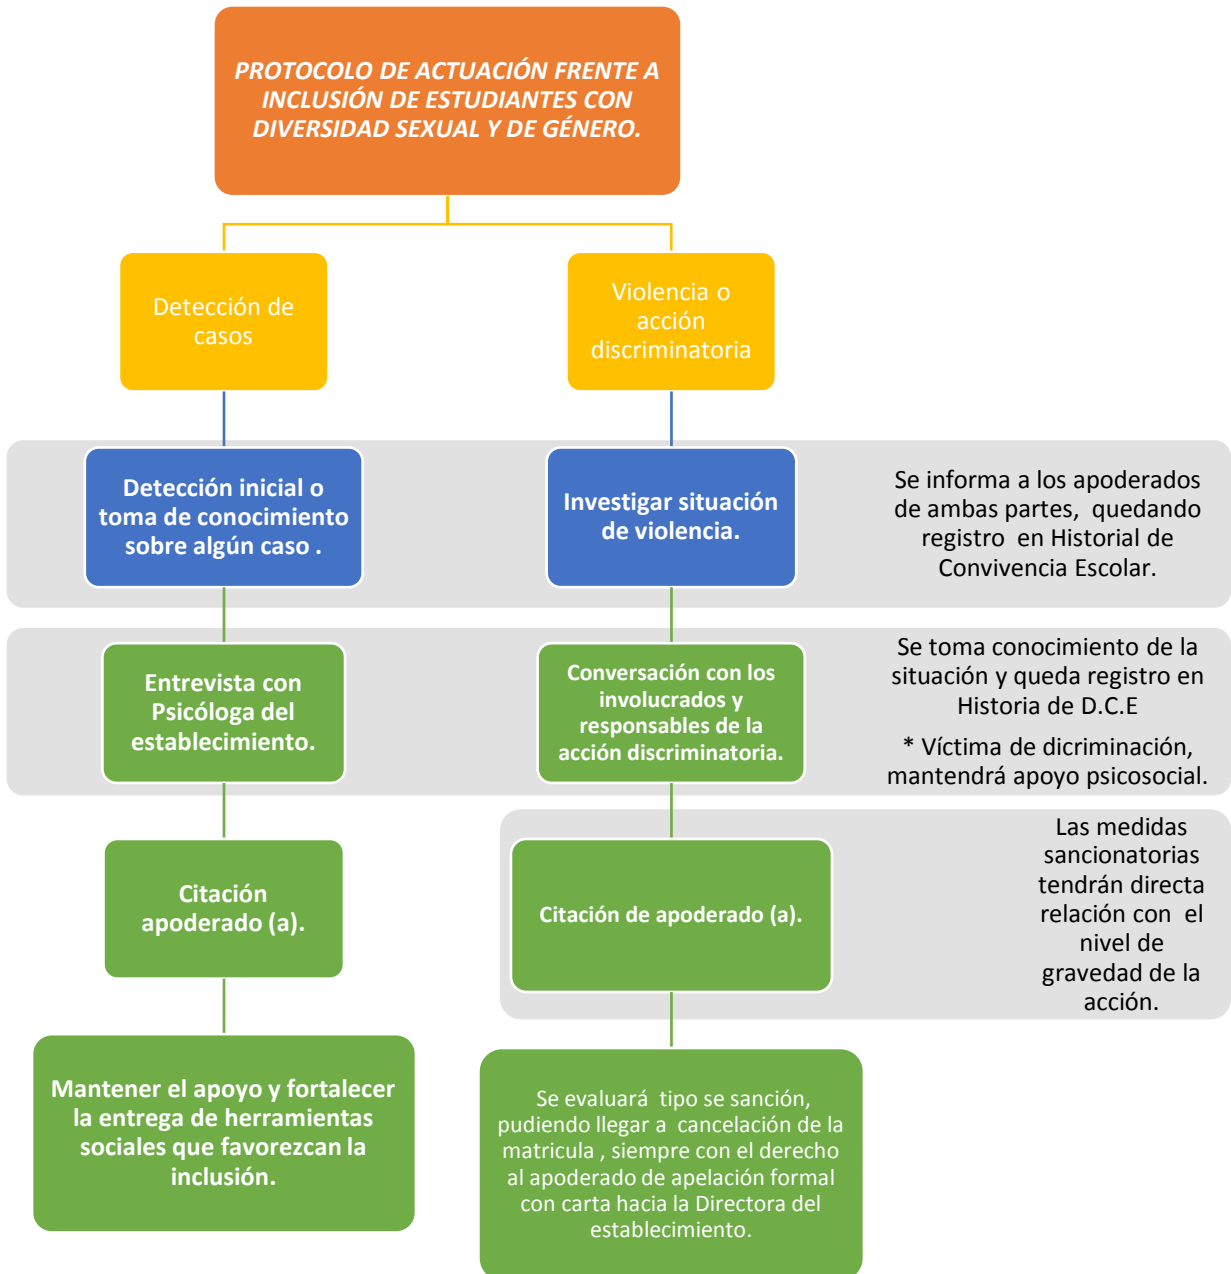 PROTOCOLO DE ACTUACIÓN FRENTE A
INCLUSIÓN DE ESTUDIANTES CON
DIVERSIDAD SEXUAL Y DE GÉNERO.
Detección de
casos
Violencia o
acción
discriminatoria
Detección inicial o
toma de conocimiento
sobre algún caso .
Investigar situación
de violencia.
Se informa a los apoderados
de ambas partes, quedando
registro en Historial de
Convivencia Escolar.
Entrevista con
Psicóloga del
establecimiento.
Conversación con los
involucrados y
responsables de la
acción discriminatoria.
Se toma conocimiento de la
situación y queda registro en
Historia de D.C.E
* Víctima de dicriminación,
mantendrá apoyo psicosocial.
Citación
apoderado (a).
Citación de apoderado (a).
Las medidas
sancionatorias
tendrán directa
relación con el
nivel de
gravedad de la
acción.
Mantener el apoyo y fortalecer
la entrega de herramientas
sociales que favorezcan la
inclusión.
Se evaluará tipo se sanción,
pudiendo llegar a cancelación de la
matricula , siempre con el derecho
al apoderado de apelación formal
con carta hacia la Directora del
establecimiento.